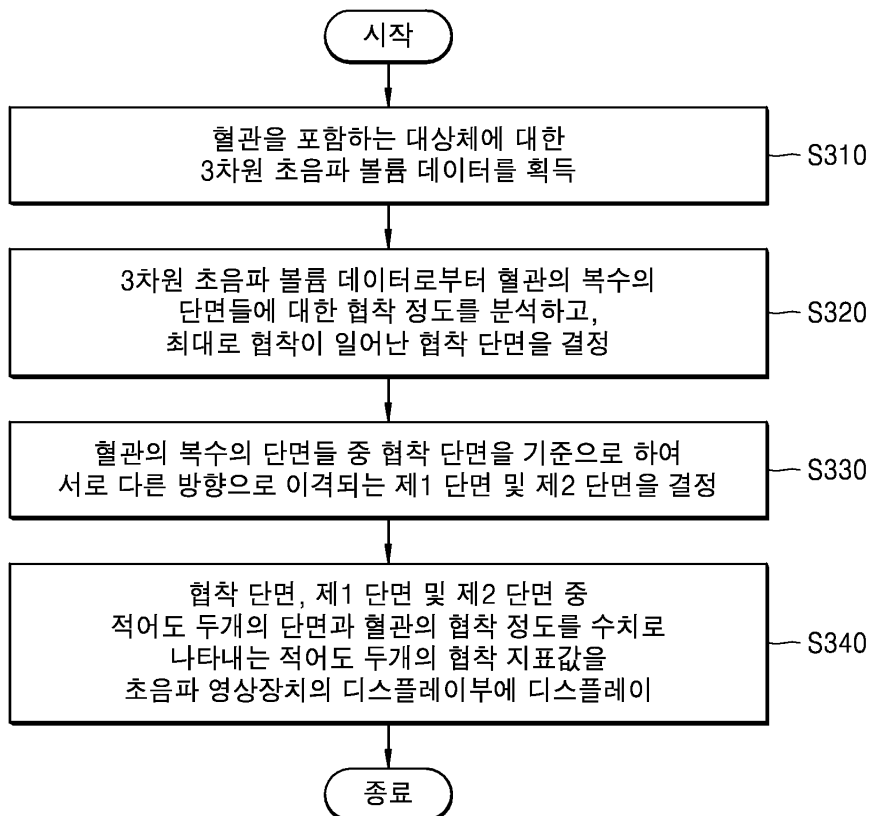 시작
혈관을 포함하는 대상체에 대한
3차원 초음파 볼륨 데이터를 획득
S310
3차원 초음파 볼륨 데이터로부터 혈관의 복수의
단면들에 대한 협착 정도를 분석하고,
최대로 협착이 일어난 협착 단면을 결정
S320
혈관의 복수의 단면들 중 협착 단면을 기준으로 하여
서로 다른 방향으로 이격되는 제1 단면 및 제2 단면을 결정
S330
협착 단면, 제1 단면 및 제2 단면 중
적어도 두개의 단면과 혈관의 협착 정도를 수치로
나타내는 적어도 두개의 협착 지표값을
초음파 영상장치의 디스플레이부에 디스플레이
S340
종료